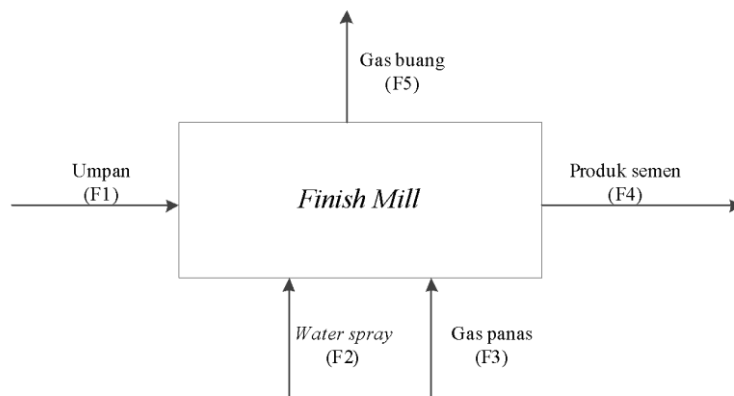 Gas buang
(F5)
Umpan
(F1)
Finish Mill
Produk semen
(F4)
Water spray
(F2)
Gas panas
(F3)